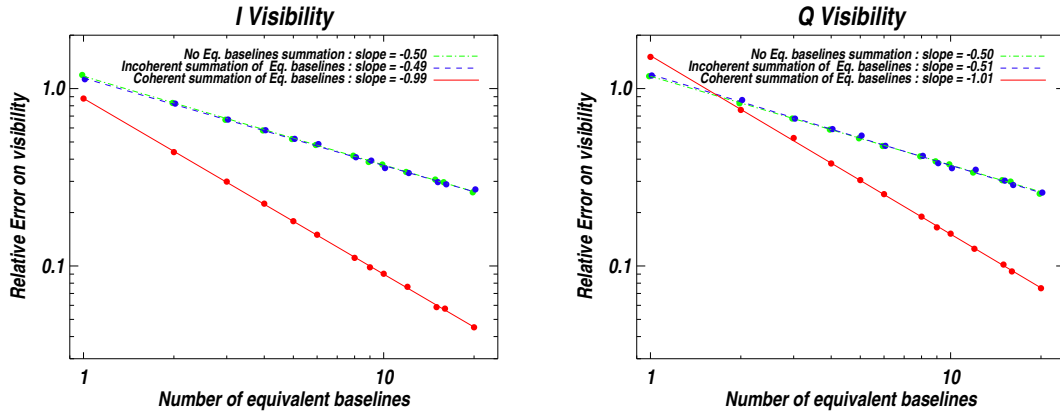 I Visibility
No Eq. baselines summation : slope = -0.50
Incoherent summation of Eq. baselines : slope = -0.49
Coherent summation of Eq. baselines : slope = -0.99
Relative Error on visibility
1.0
0.1
1
10
Number of equivalent baselines
Q Visibility
No Eq. baselines summation : slope = -0.50
Incoherent summation of Eq. baselines : slope = -0.51
Coherent summation of Eq. baselines : slope = -1.01
Relative Error on visibility
1.0
0.1
1
10
Number of equivalent baselines